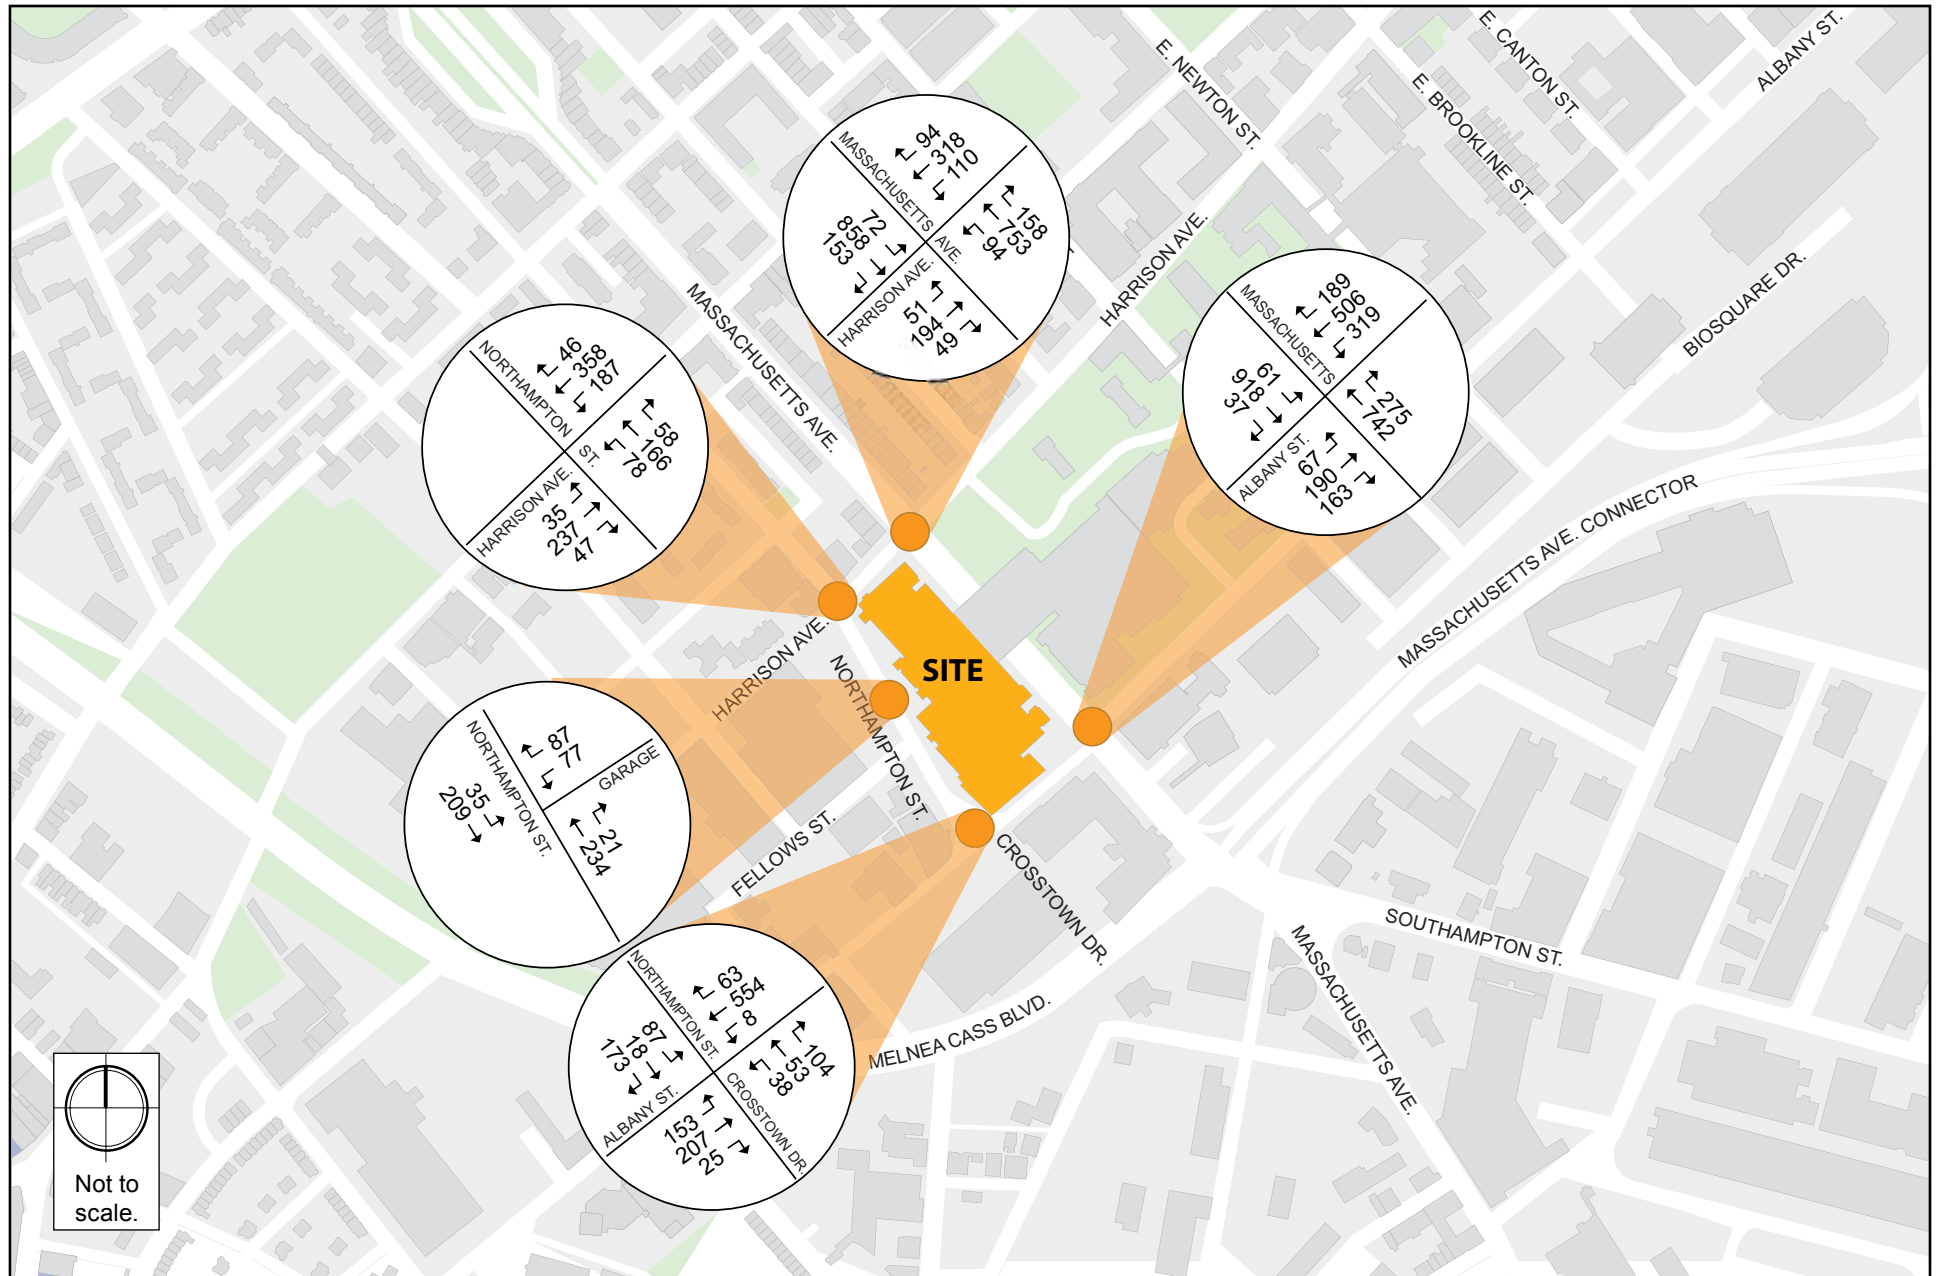 E. NEWTON ST.
E. CANTON ST.
E. BROOKLINE ST.
ALBANY ST.
HARRISON AVE.
BIOSQUARE DR.
MASSACHUSETTS AVE.
MASSACHUSETTS AVE. CONNECTOR
MASSACHUSETTS AVE.
94
318
110
158
753
94
72
858
153
HARRISON AVE.
51
194
49
MASSACHUSETTS
189
506
319
275
742
61
918
37
ALBANY ST.
67
190
163
NORTHAMPTON ST.
46
358
187
58
166
78
HARRISON AVE.
35
237
47
SITE
HARRISON AVE.
NORTHAMPTON ST.
FELLOWS ST.
CROSSTOWN DR.
NORTHAMPTON ST.
87
77
GARAGE
35
209
21
234
NORTHAMPTON ST.
63
554
8
104
53
38
87
18
173
ALBANY ST.
CROSSTOWN DR.
153
207
25
MELNEA CASS BLVD.
SOUTHAMPTON ST.
MASSACHUSETTS AVE.
Not to
scale.